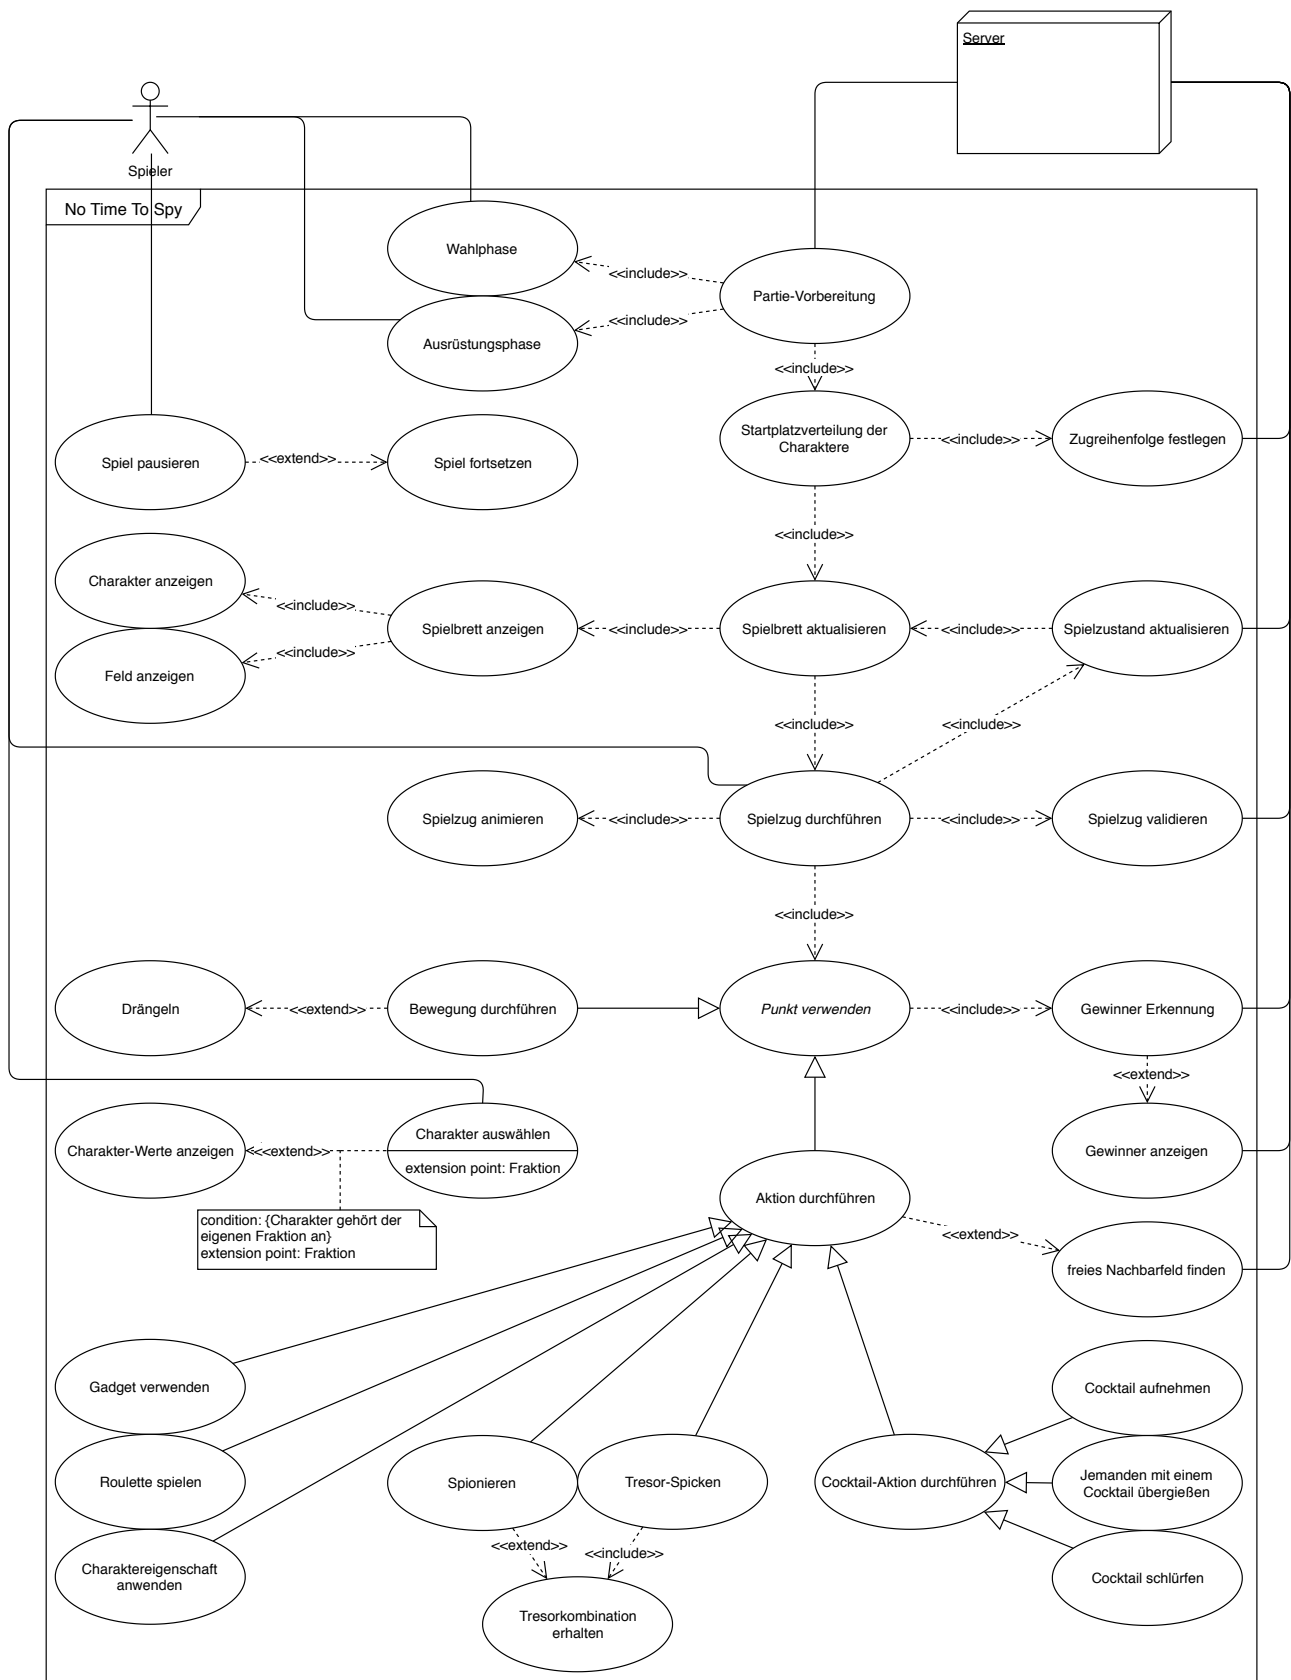 Server
Spieler
No Time To Spy
Wahlphase
<<include>>
Partie-Vorbereitung
<<include>>
Ausrüstungsphase
<<include>>
Startplatzverteilung der
Charaktere
<<include>>
Zugreihenfolge festlegen
Spiel pausieren
<<extend>>
Spiel fortsetzen
<<include>>
Charakter anzeigen
<<include>>
Spielbrett anzeigen
<<include>>
Spielbrett aktualisieren
<<include>>
Spielzustand aktualisieren
<<include>>
Feld anzeigen
<<include>>
<<include>>
Spielzug animieren
<<include>>
Spielzug durchführen
<<include>>
Spielzug validieren
<<include>>
Drängeln
<<extend>>
Bewegung durchführen
Punkt verwenden
<<include>>
Gewinner Erkennung
<<extend>>
Charakter auswählen
Charakter-Werte anzeigen
<<extend>>
extension point: Fraktion
Gewinner anzeigen
Aktion durchführen
condition: {Charakter gehört der
eigenen Fraktion an}
extension point: Fraktion
<<extend>>
freies Nachbarfeld finden
Gadget verwenden
Cocktail aufnehmen
Roulette spielen
Spionieren
Tresor-Spicken
Cocktail-Aktion durchführen
Jemanden mit einem
Cocktail übergießen
<<extend>>
<<include>>
Charaktereigenschaft
anwenden
Cocktail schlürfen
Tresorkombination
erhalten